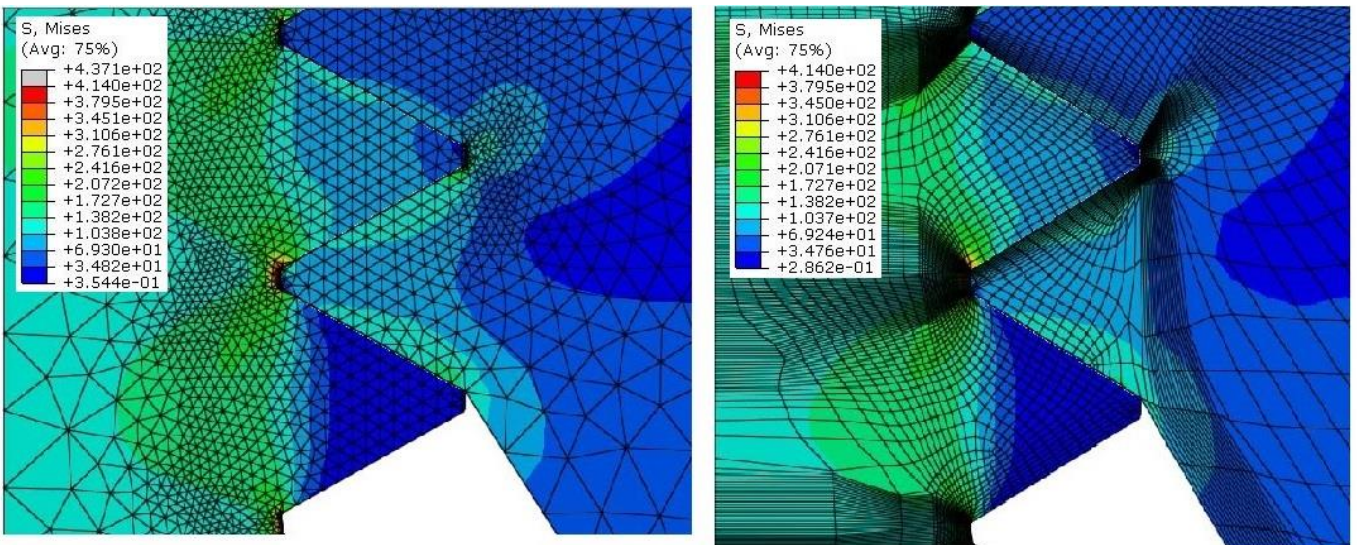 S, Mises
(Avg: 75%)
+4.371e+02
+4.140e+02
+3.795e+02
+3.451e+02
+3.106e+02
+2.761e+02
+2.416e+02
+2.072e+02
+1.727e+02
+1.382e+02
+1.038e+02
+6.930e+01
+3.482e+01
+3.544e-01
S, Mises
(Avg: 75%)
+4.140e+02
+3.795e+02
+3.450e+02
+3.106e+02
+2.761e+02
+2.416e+02
+2.071e+02
+1.727e+02
+1.382e+02
+1.037e+02
+6.924e+01
+3.476e+01
+2.862e-01